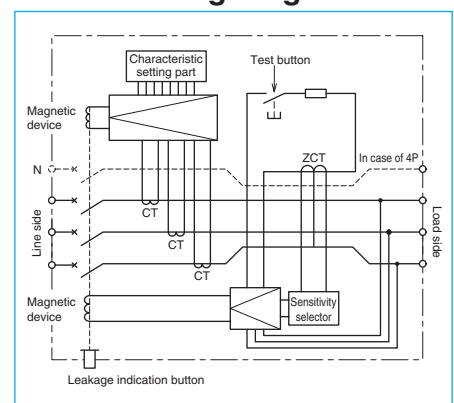 Characteristic
setting part
Test button
Magnetic
device
N
ZCT
In case of 4P
CT
Line side
CT
Load side
CT
Magnetic
device
Sensitivity
selector
Leakage indication button